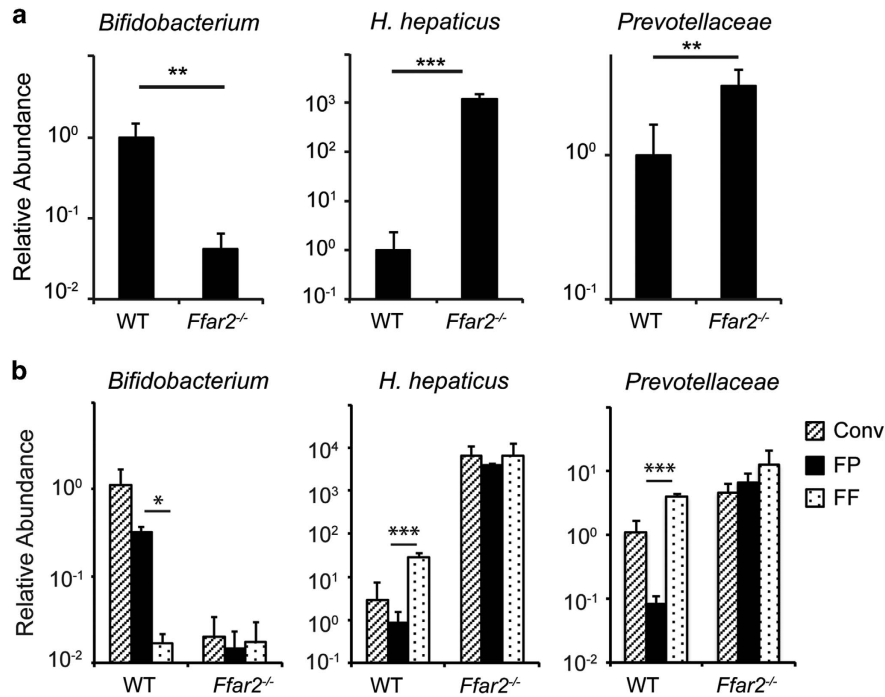 a
Bifidobacterium
H. hepaticus
Prevotellaceae
Relative Abundance
**
10⁰
10⁻¹
10⁻²
WT
Ffar2⁻/⁻
***
10³
10²
10¹
10⁰
10⁻¹
WT
Ffar2⁻/⁻
**
10⁰
10⁻¹
WT
Ffar2⁻/⁻
b
Bifidobacterium
H. hepaticus
Prevotellaceae
Relative Abundance
*
10⁰
10⁻¹
10⁻²
WT
Ffar2⁻/⁻
***
10⁴
10³
10²
10¹
10⁰
10⁻¹
WT
Ffar2⁻/⁻
***
10¹
10⁰
10⁻¹
10⁻²
WT
Ffar2⁻/⁻
Conv
FP
FF